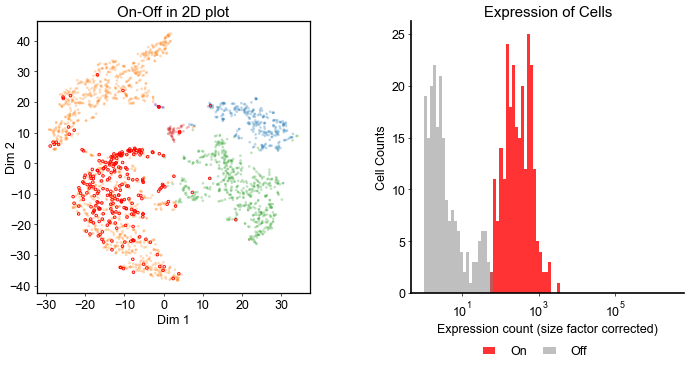 On-Off in 2D plot
40
30
20
10
0
−10
−20
−30
−40
Dim 2
−30 −20 −10 0 10 20 30
Dim 1
Expression of Cells
25
20
15
10
5
0
Cell Counts
10^1 10^3 10^5
Expression count (size factor corrected)
On Off